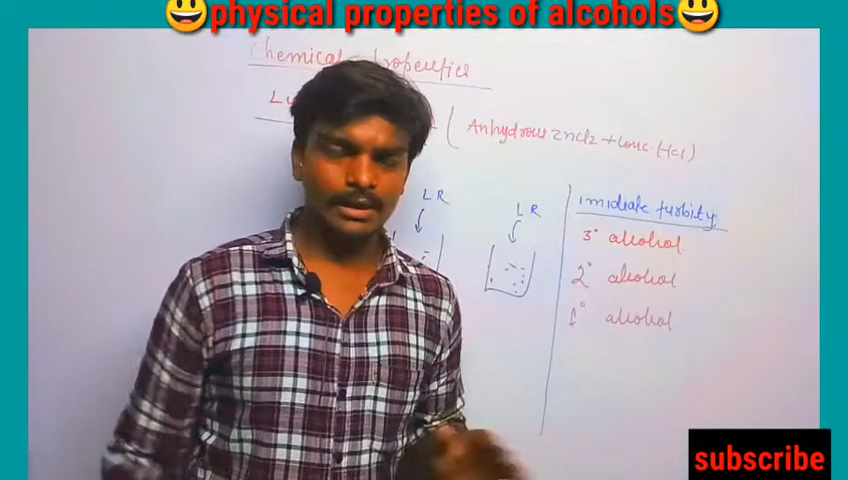 😃physical properties of alcohols😃
Chemical properties
( Anhydrous Zncl2 + Conc Hcl)
LR
LR
imidiate turbity
3° alcohol
2° alcohol
1° alcohol
subscribe